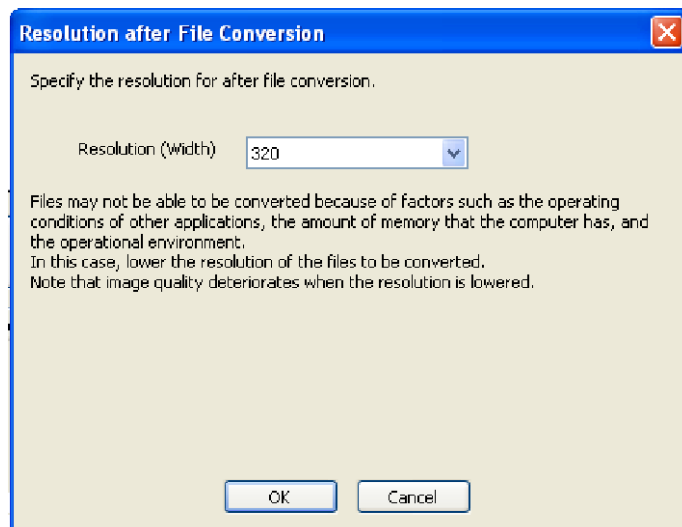 Resolution after File Conversion
Specify the resolution for after file conversion.
Resolution (Width) 320
Files may not be able to be converted because of factors such as the operating
conditions of other applications, the amount of memory that the computer has, and
the operational environment.
In this case, lower the resolution of the files to be converted.
Note that image quality deteriorates when the resolution is lowered.
OK Cancel